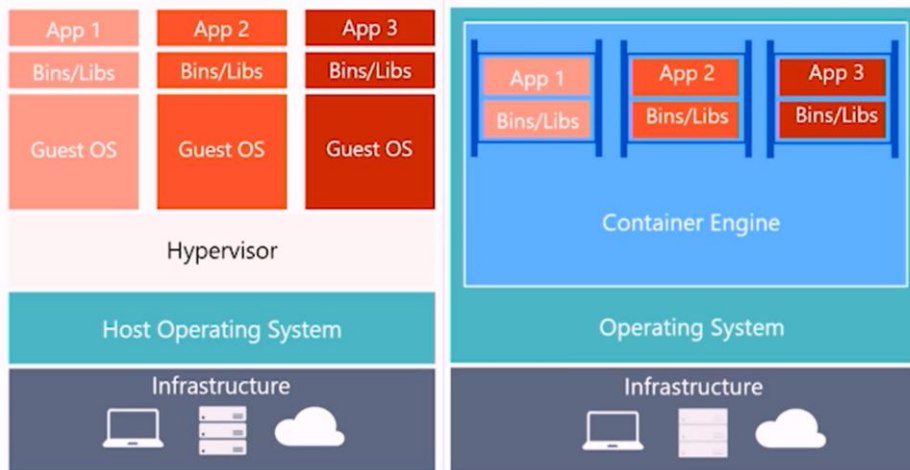 App 1 App 2 App 3
Bins/Libs Bins/Libs Bins/Libs
Guest OS Guest OS Guest OS
Hypervisor
Host Operating System
Infrastructure
App 1 App 2 App 3
Bins/Libs Bins/Libs Bins/Libs
Container Engine
Operating System
Infrastructure